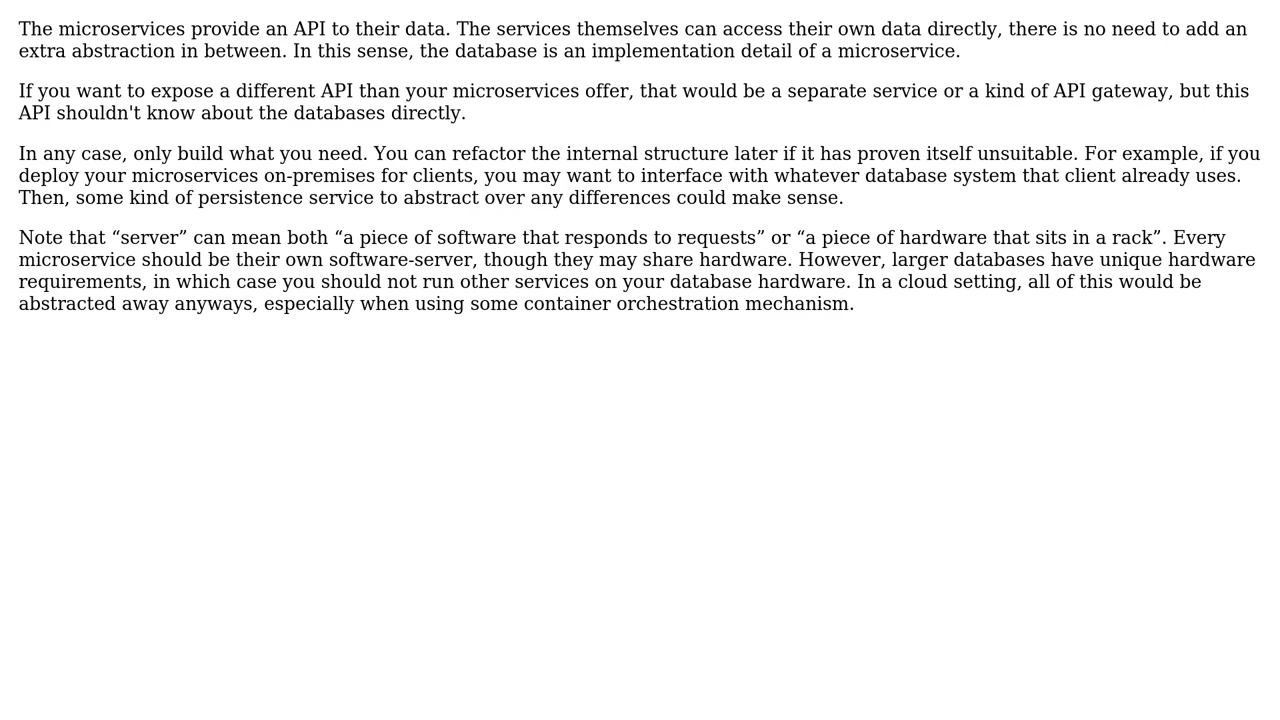 The microservices provide an API to their data. The services themselves can access their own data directly, there is no need to add an
extra abstraction in between. In this sense, the database is an implementation detail of a microservice.
If you want to expose a different API than your microservices offer, that would be a separate service or a kind of API gateway, but this
API shouldn't know about the databases directly.
In any case, only build what you need. You can refactor the internal structure later if it has proven itself unsuitable. For example, if you
deploy your microservices on-premises for clients, you may want to interface with whatever database system that client already uses.
Then, some kind of persistence service to abstract over any differences could make sense.
Note that “server” can mean both “a piece of software that responds to requests” or “a piece of hardware that sits in a rack”. Every
microservice should be their own software-server, though they may share hardware. However, larger databases have unique hardware
requirements, in which case you should not run other services on your database hardware. In a cloud setting, all of this would be
abstracted away anyways, especially when using some container orchestration mechanism.